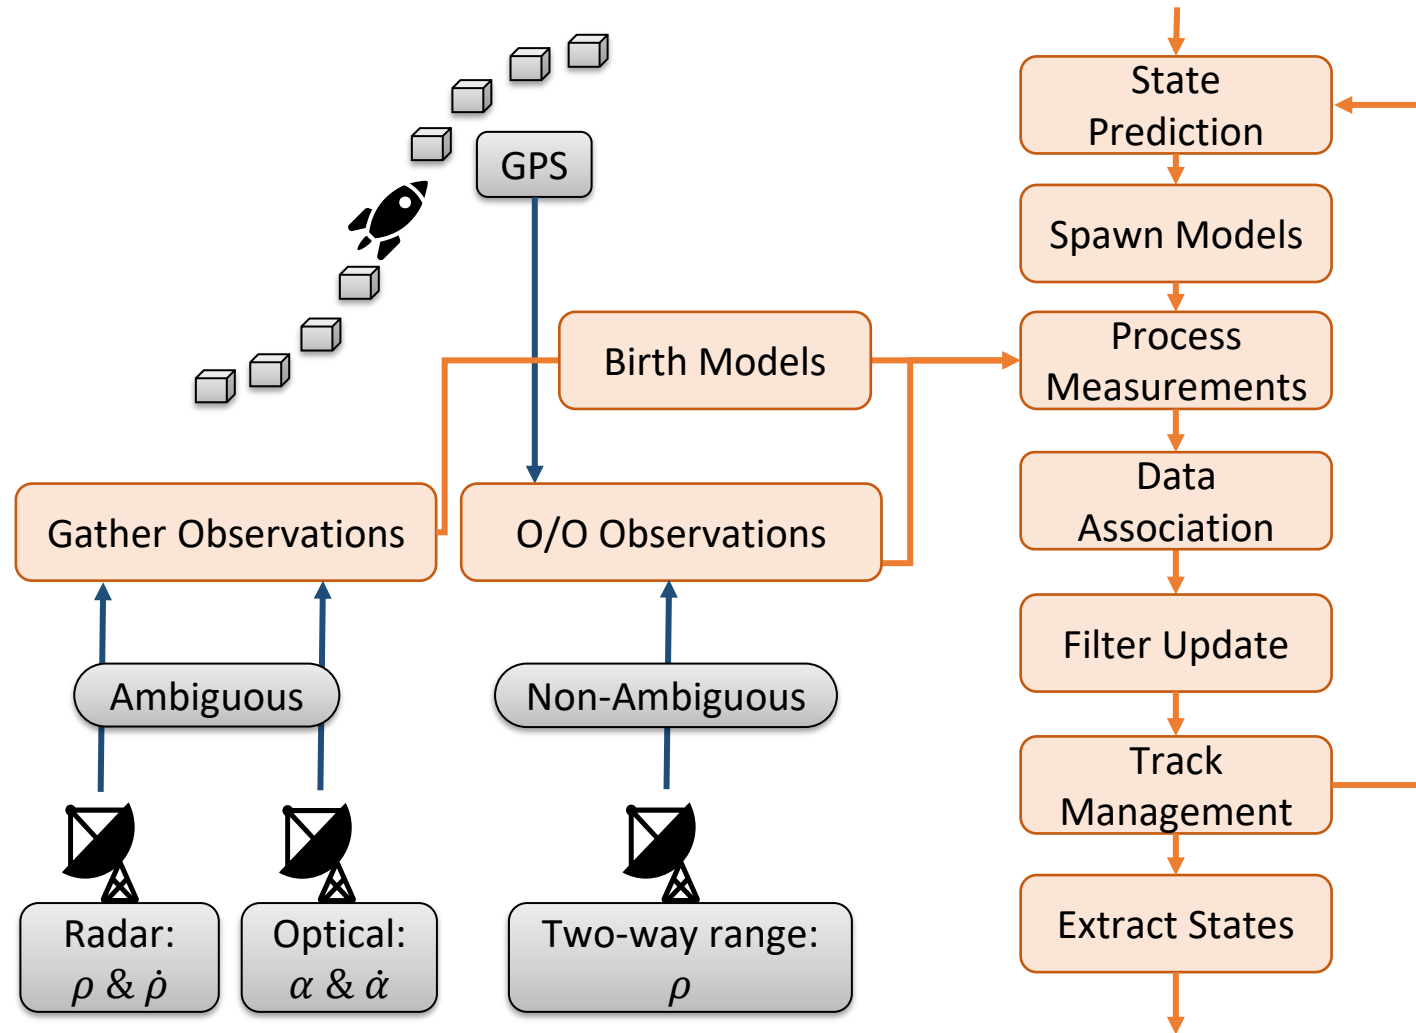 GPS
Birth Models
Gather Observations
O/O Observations
Ambiguous
Non-Ambiguous
Radar:
ρ & ρ̇
Optical:
α & α̇
Two-way range:
ρ
State
Prediction
Spawn Models
Process
Measurements
Data
Association
Filter Update
Track
Management
Extract States